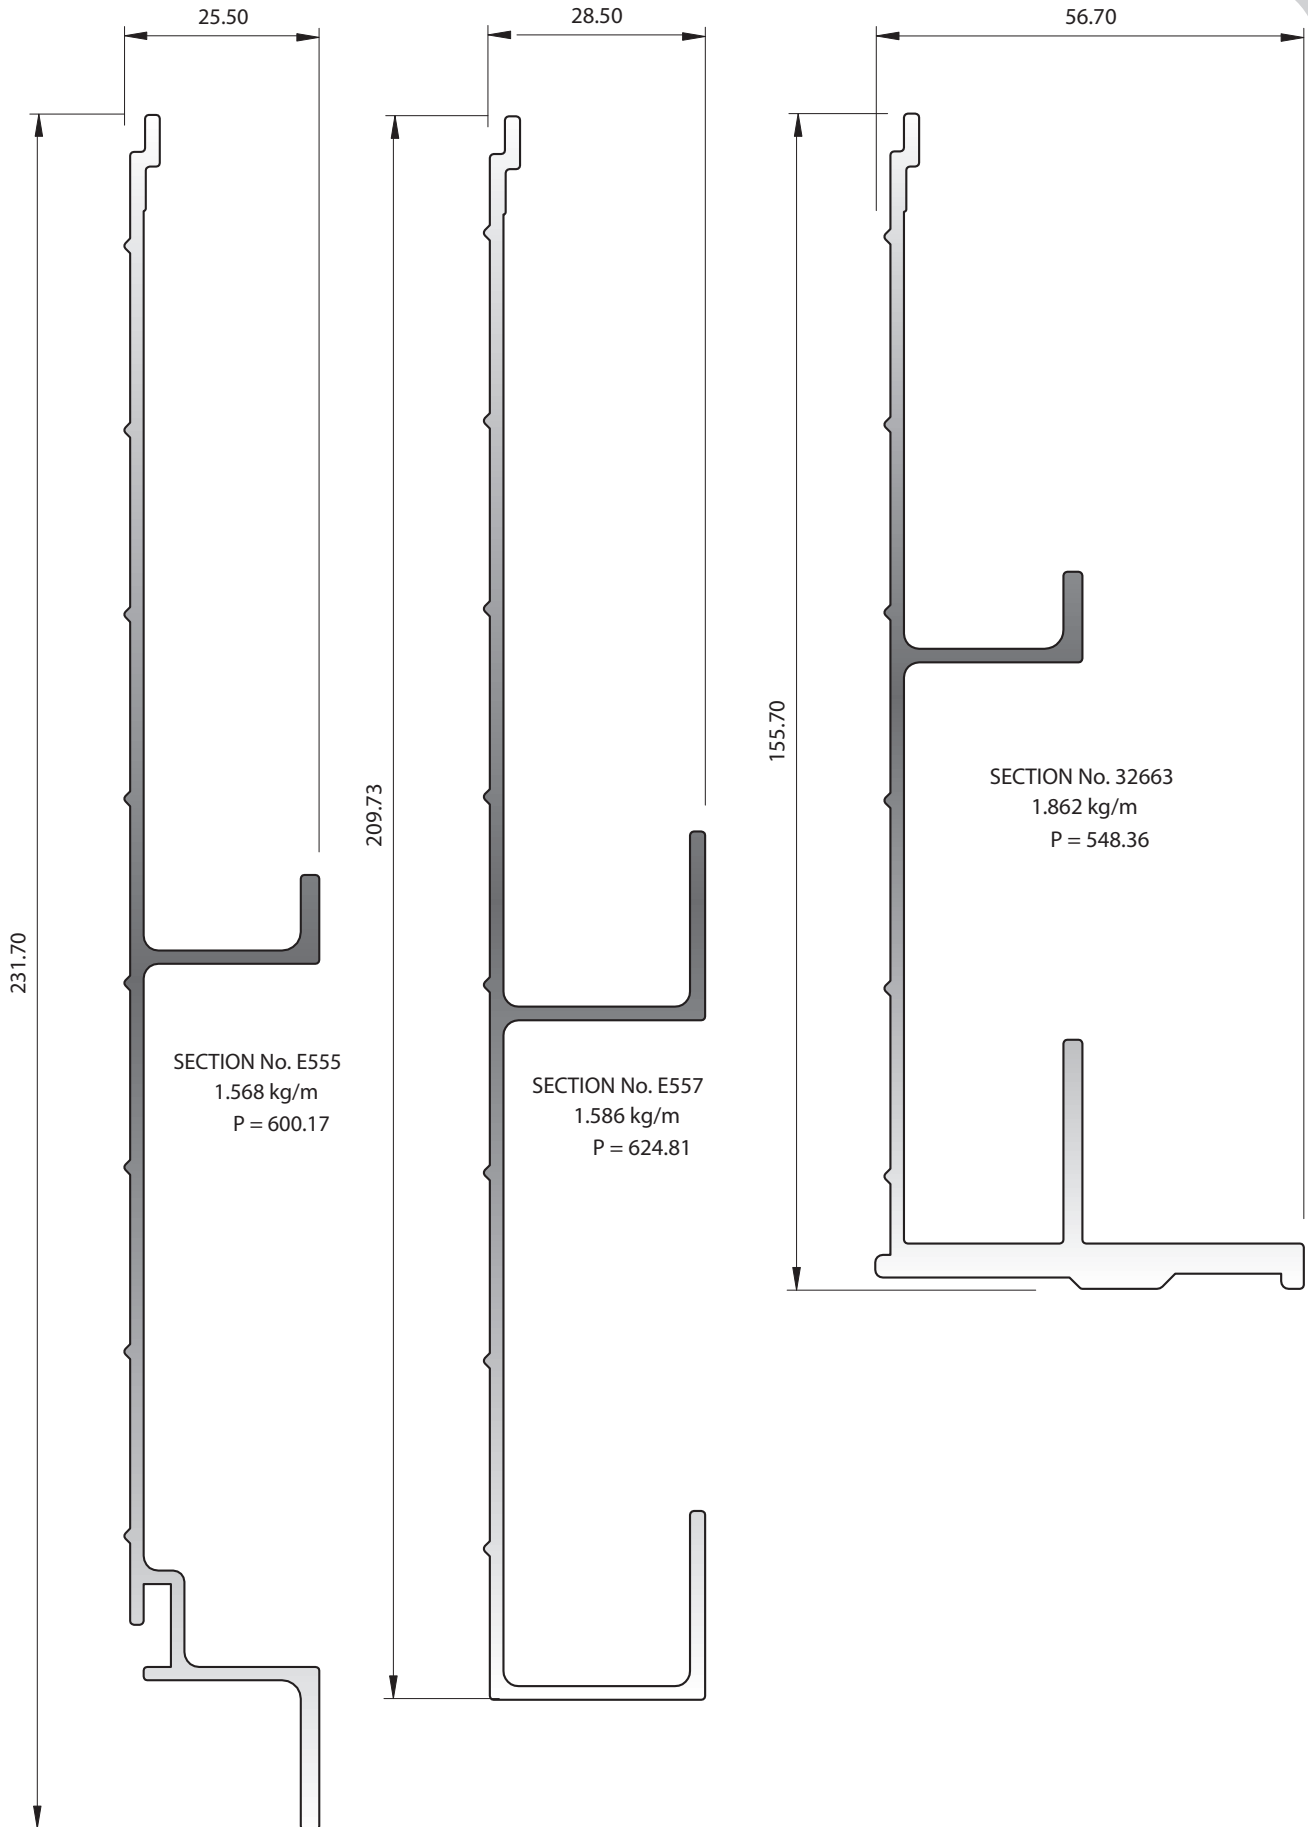 25.50
28.50
56.70
231.70
209.73
155.70
SECTION No. E555
1.568 kg/m
P = 600.17
SECTION No. E557
1.586 kg/m
P = 624.81
SECTION No. 32663
1.862 kg/m
P = 548.36